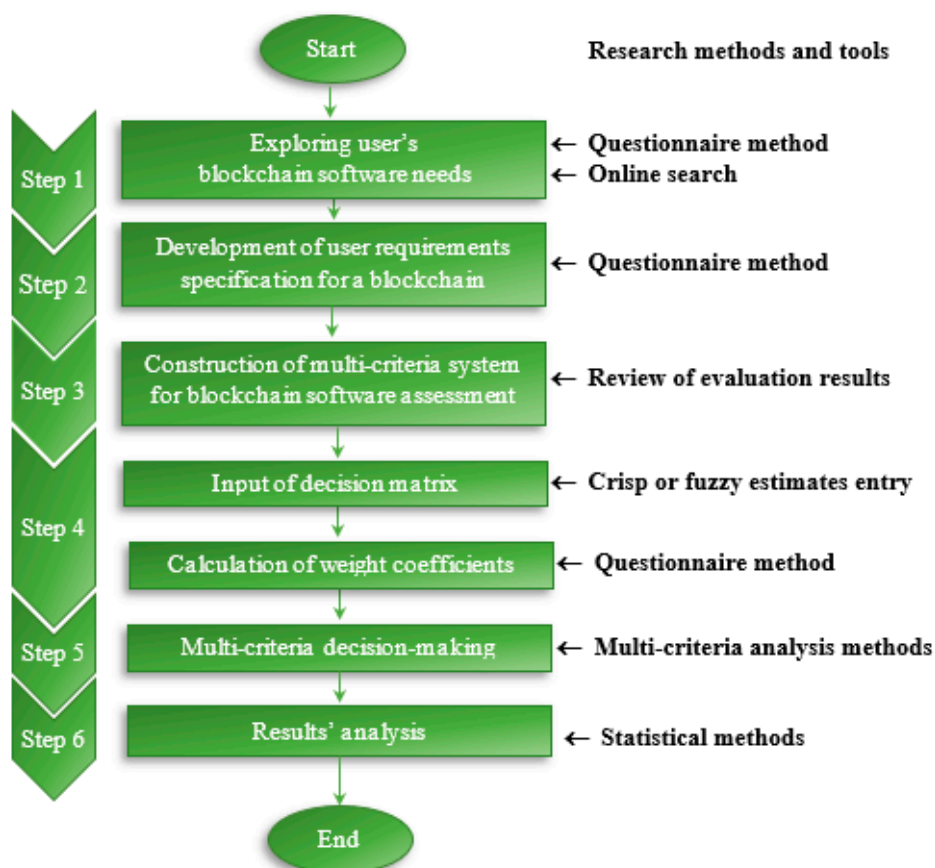 Start
Research methods and tools
Step 1
Exploring user's
blockchain software needs
← Questionnaire method
← Online search
Step 2
Development of user requirements
specification for a blockchain
← Questionnaire method
Step 3
Construction of multi-criteria system
for blockchain software assessment
← Review of evaluation results
Step 4
Input of decision matrix
← Crisp or fuzzy estimates entry
Calculation of weight coefficients
← Questionnaire method
Step 5
Multi-criteria decision-making
← Multi-criteria analysis methods
Step 6
Results' analysis
← Statistical methods
End